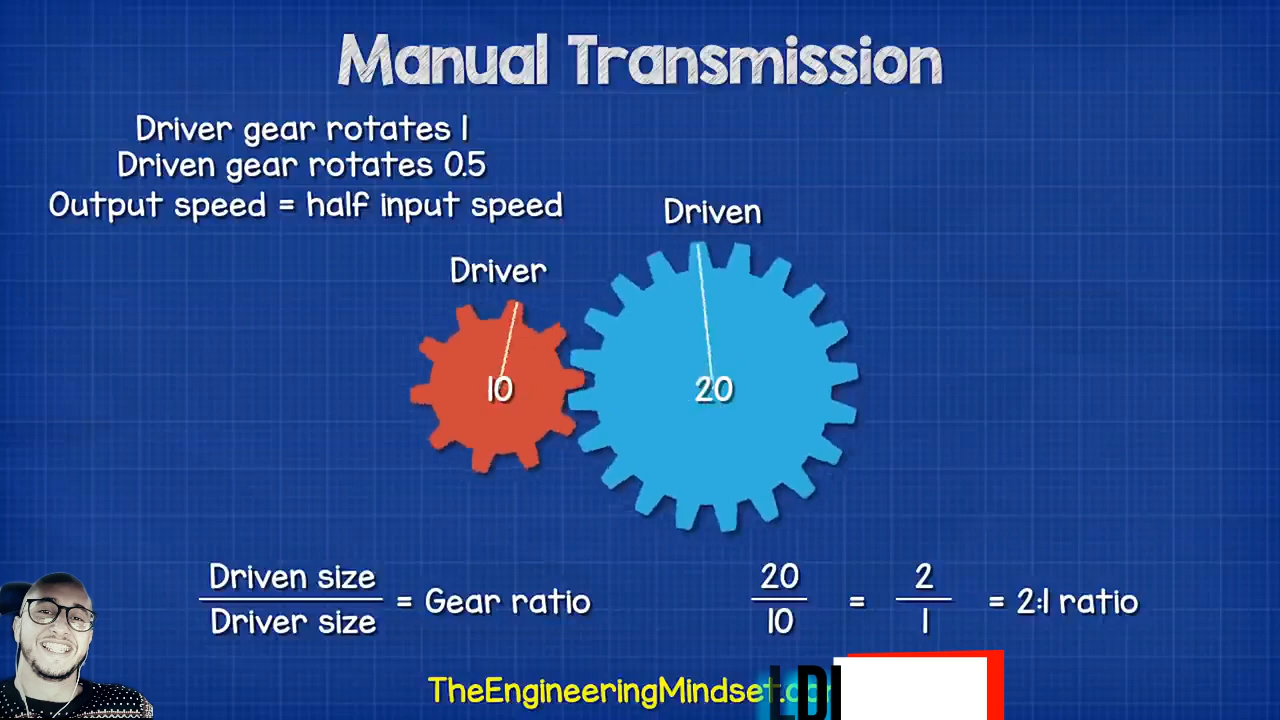 Manual Transmission
Driver gear rotates 1
Driven gear rotates 0.5
Output speed = half input speed
Driven
Driver
10
20
Driven size
Driver size
= Gear ratio
20
10
=
2
1
= 2:1 ratio
TheEngineeringMindset.co